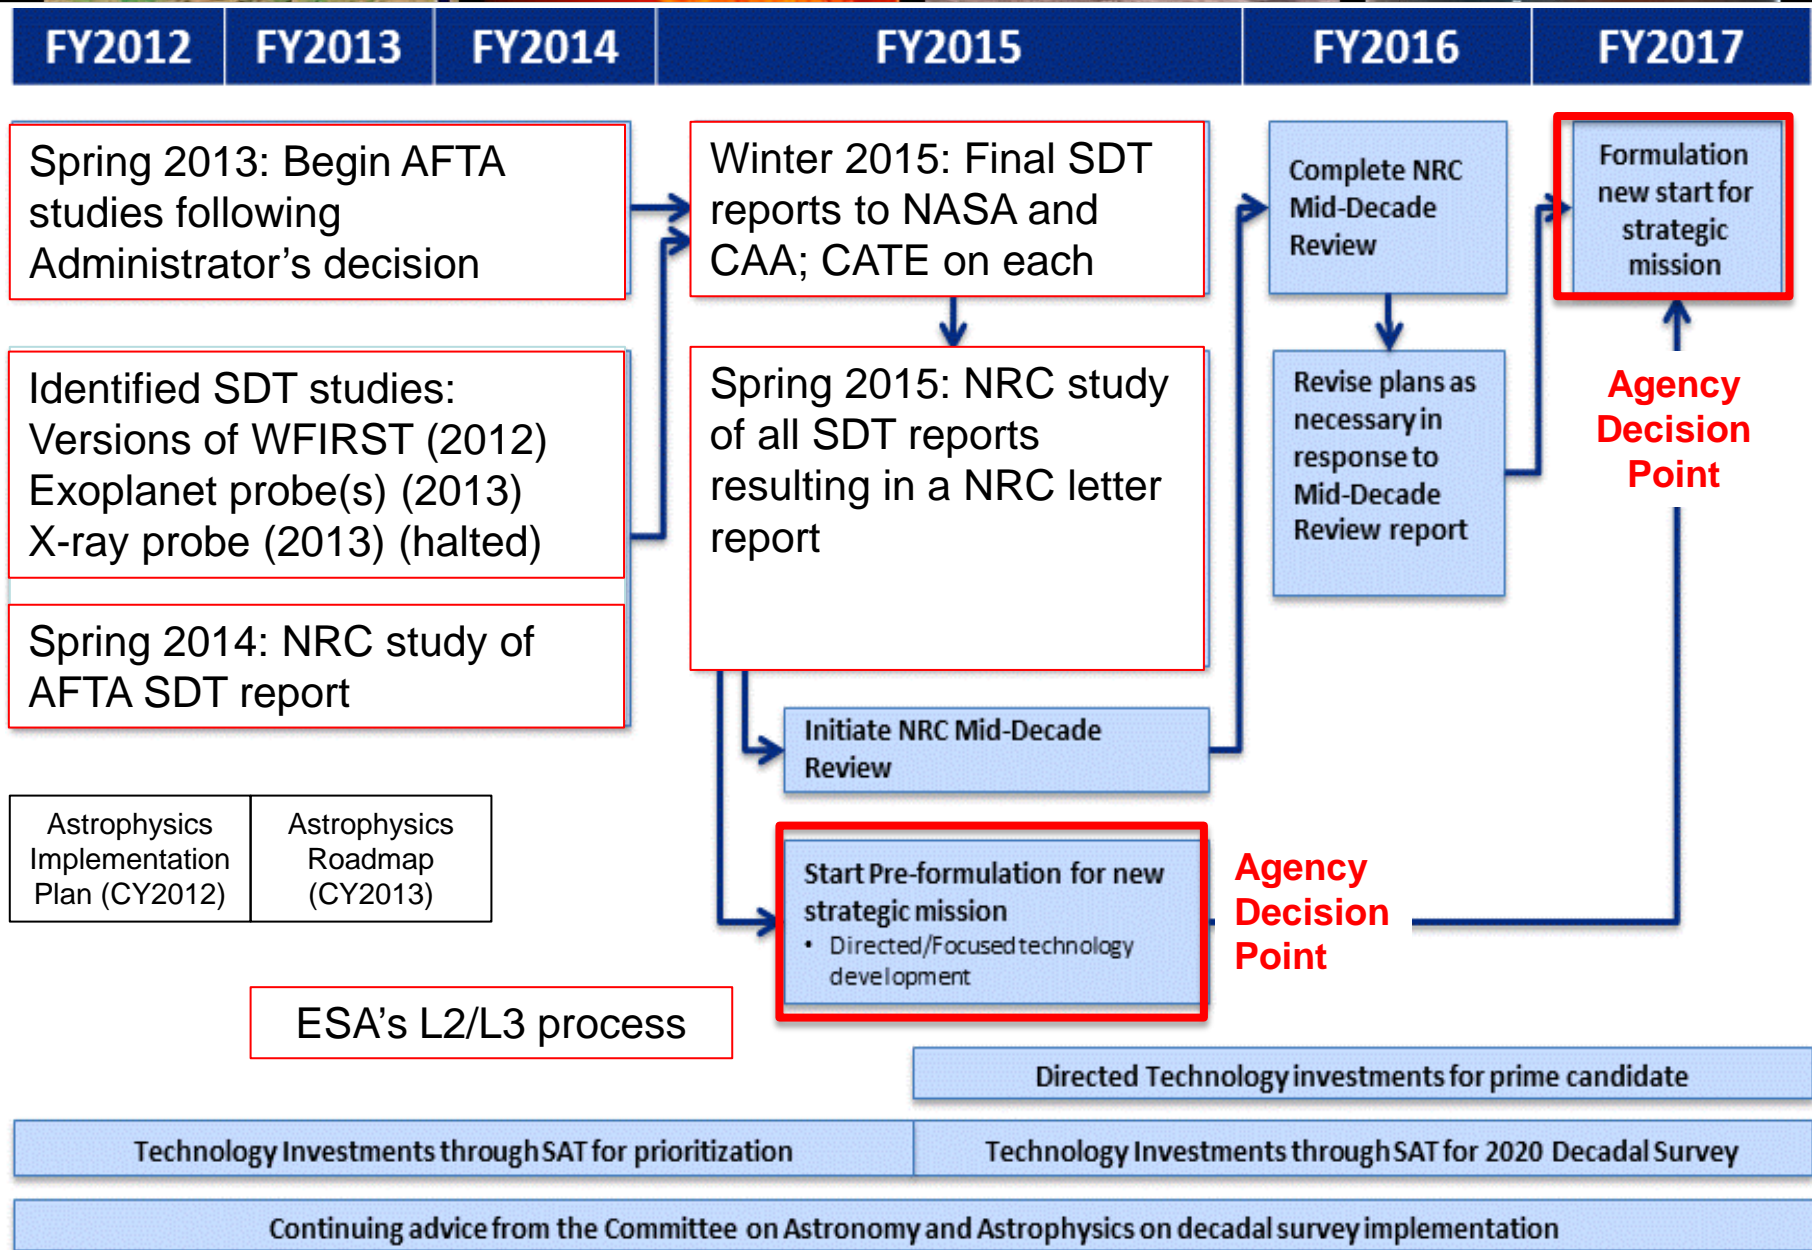 FY2012 FY2013 FY2014 FY2015 FY2016 FY2017
Spring 2013: Begin AFTA
studies following
Administrator’s decision
Identified SDT studies:
Versions of WFIRST (2012)
Exoplanet probe(s) (2013)
X-ray probe (2013) (halted)
Spring 2014: NRC study of
AFTA SDT report
Winter 2015: Final SDT
reports to NASA and
CAA; CATE on each
Spring 2015: NRC study
of all SDT reports
resulting in a NRC letter
report
Initiate NRC Mid-Decade
Review
Start Pre-formulation for new
strategic mission
• Directed/Focused technology
development
Agency
Decision
Point
Complete NRC
Mid-Decade
Review
Revise plans as
necessary in
response to
Mid-Decade
Review report
Formulation
new start for
strategic
mission
Agency
Decision
Point
Astrophysics
Implementation
Plan (CY2012)
Astrophysics
Roadmap
(CY2013)
ESA’s L2/L3 process
Directed Technology investments for prime candidate
Technology Investments through SAT for prioritization
Technology Investments through SAT for 2020 Decadal Survey
Continuing advice from the Committee on Astronomy and Astrophysics on decadal survey implementation